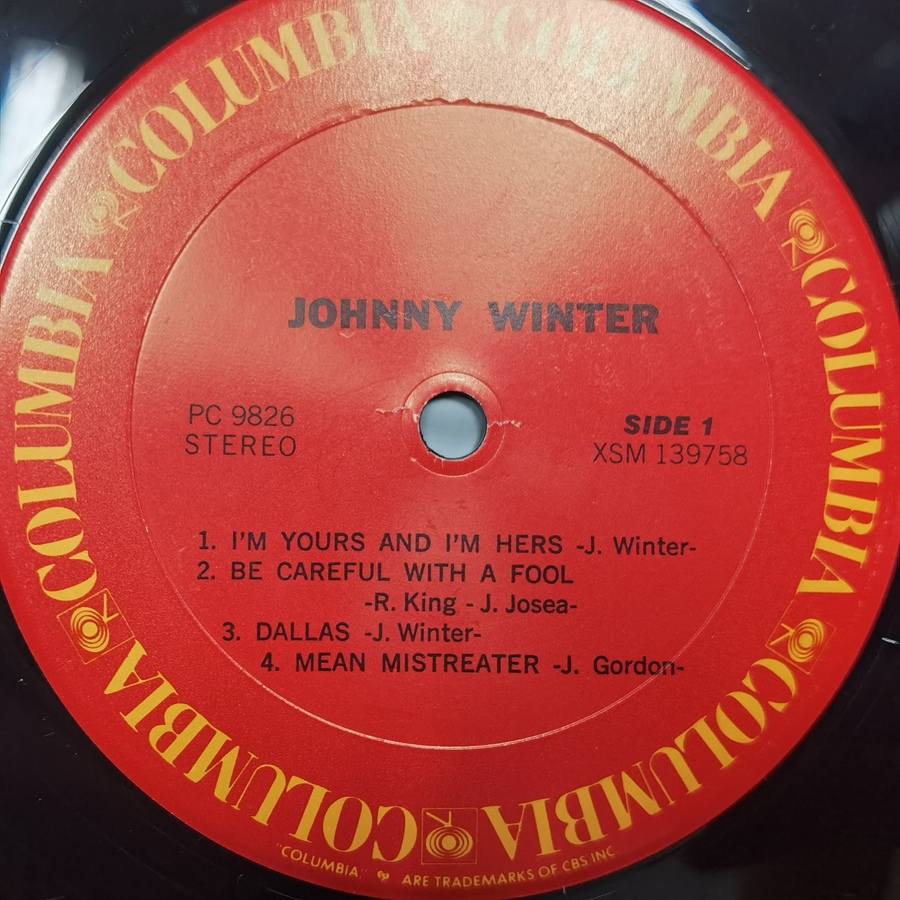 COLUMBIA COLUMBIA COLUMBIA COLUMBIA COLUMBIA COLUMBIA COLUMBIA COLUMBIA
JOHNNY WINTER
PC 9826
STEREO
SIDE 1
XSM 139758
1. I'M YOURS AND I'M HERS -J. Winter-
2. BE CAREFUL WITH A FOOL
-R. King - J. Josea-
3. DALLAS -J. Winter-
4. MEAN MISTREATER -J. Gordon-
"COLUMBIA" ARE TRADEMARKS OF CBS INC